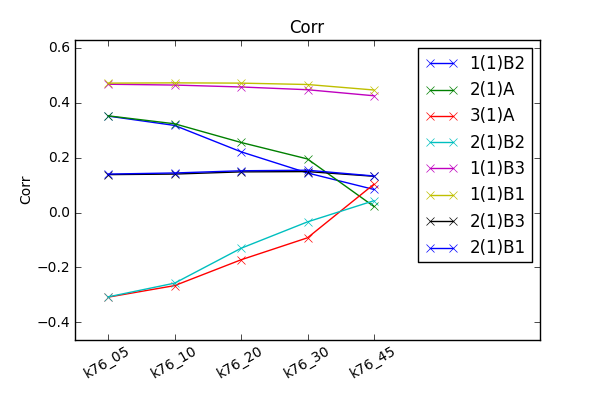 Corr
0.6
0.4
0.2
0.0
−0.2
−0.4
Corr
k76_05
k76_10
k76_20
k76_30
k76_45
1(1)B2
2(1)A
3(1)A
2(1)B2
1(1)B3
1(1)B1
2(1)B3
2(1)B1